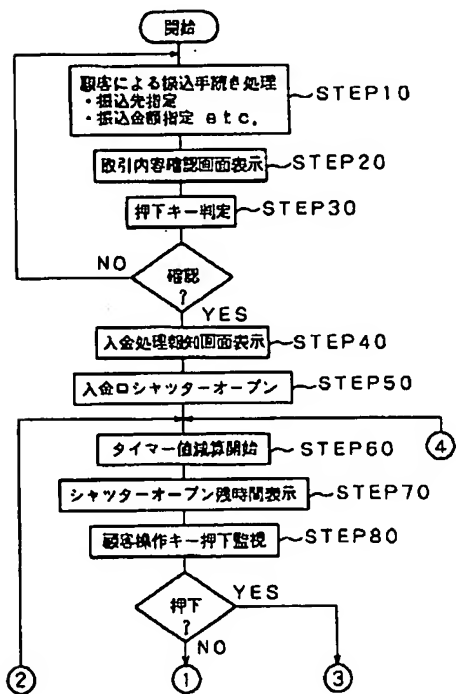 開始
顧客による振込手続き処理
・振込先指定
・振込金額指定 etc.
STEP10
取引内容確認画面表示
STEP20
押下キー判定
STEP30
NO
確認
?
YES
入金処理報知画面表示
STEP40
入金口シャッターオープン
STEP50
④
タイマー値減算開始
STEP60
シャッターオープン残時間表示
STEP70
顧客操作キー押下監視
STEP80
押下
?
YES
NO
②
①
③